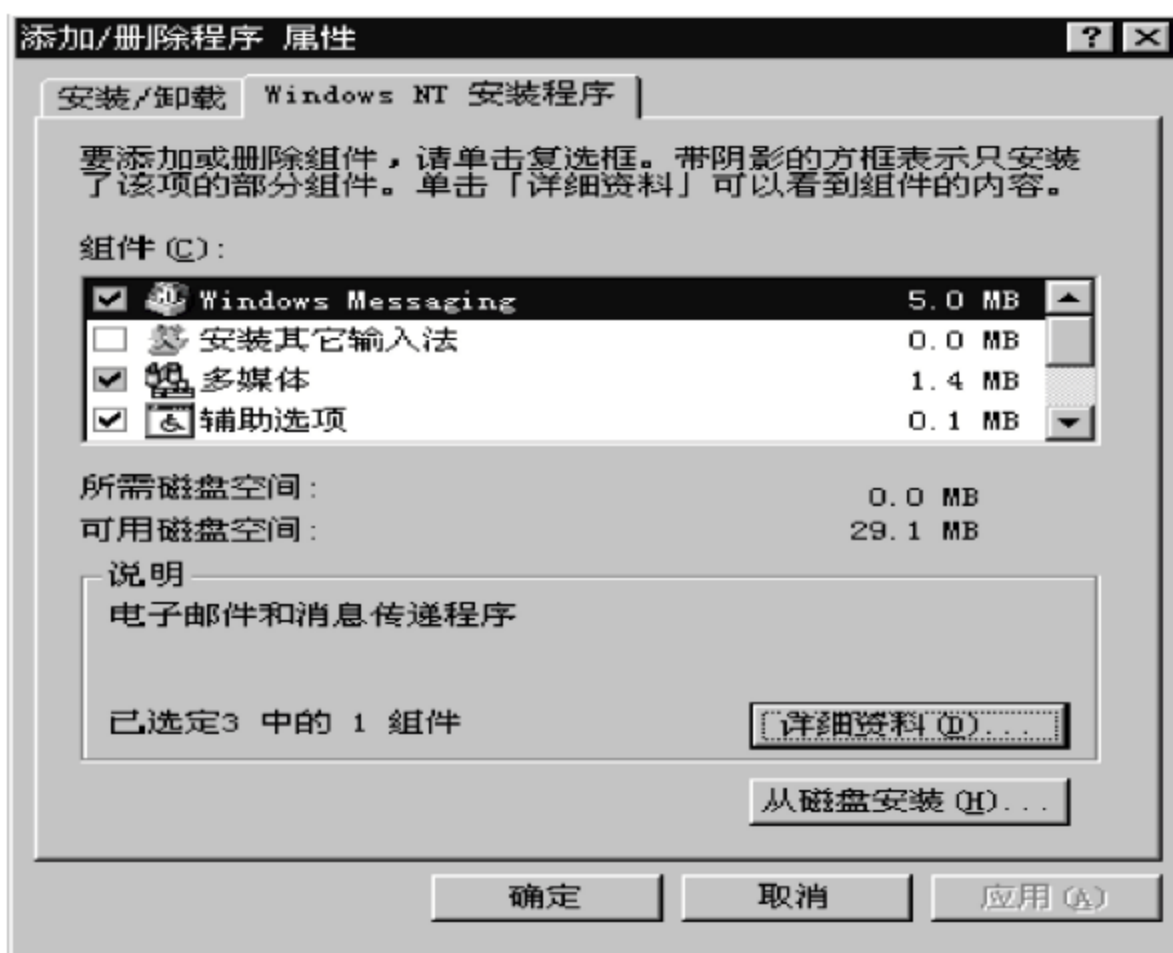 添加/删除程序 属性
安装/卸载 Windows NT 安装程序
要添加或删除组件，请单击复选框。带阴影的方框表示只安装
了该项的部分组件。单击「详细资料」可以看到组件的内容。
组件(C):
Windows Messaging 5.0 MB
安装其它输入法 0.0 MB
多媒体 1.4 MB
辅助选项 0.1 MB
所需磁盘空间: 0.0 MB
可用磁盘空间: 29.1 MB
说明
电子邮件和消息传递程序
已选定3 中的 1 组件
详细资料(D)...
从磁盘安装(H)...
确定 取消 应用(A)